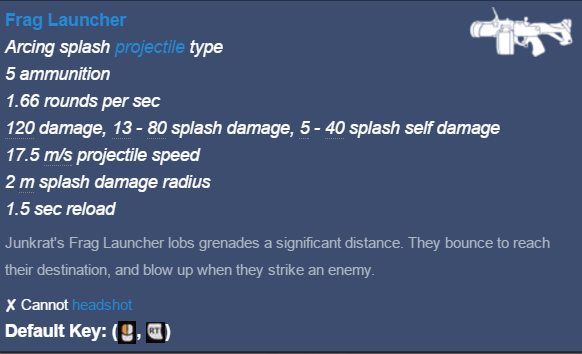 Frag Launcher
Arcing splash projectile type
5 ammunition
1.66 rounds per sec
120 damage, 13 - 80 splash damage, 5 - 40 splash self damage
17.5 m/s projectile speed
2 m splash damage radius
1.5 sec reload
Junkrat's Frag Launcher lobs grenades a significant distance. They bounce to reach
their destination, and blow up when they strike an enemy.
✘ Cannot headshot
Default Key: ( , RT )